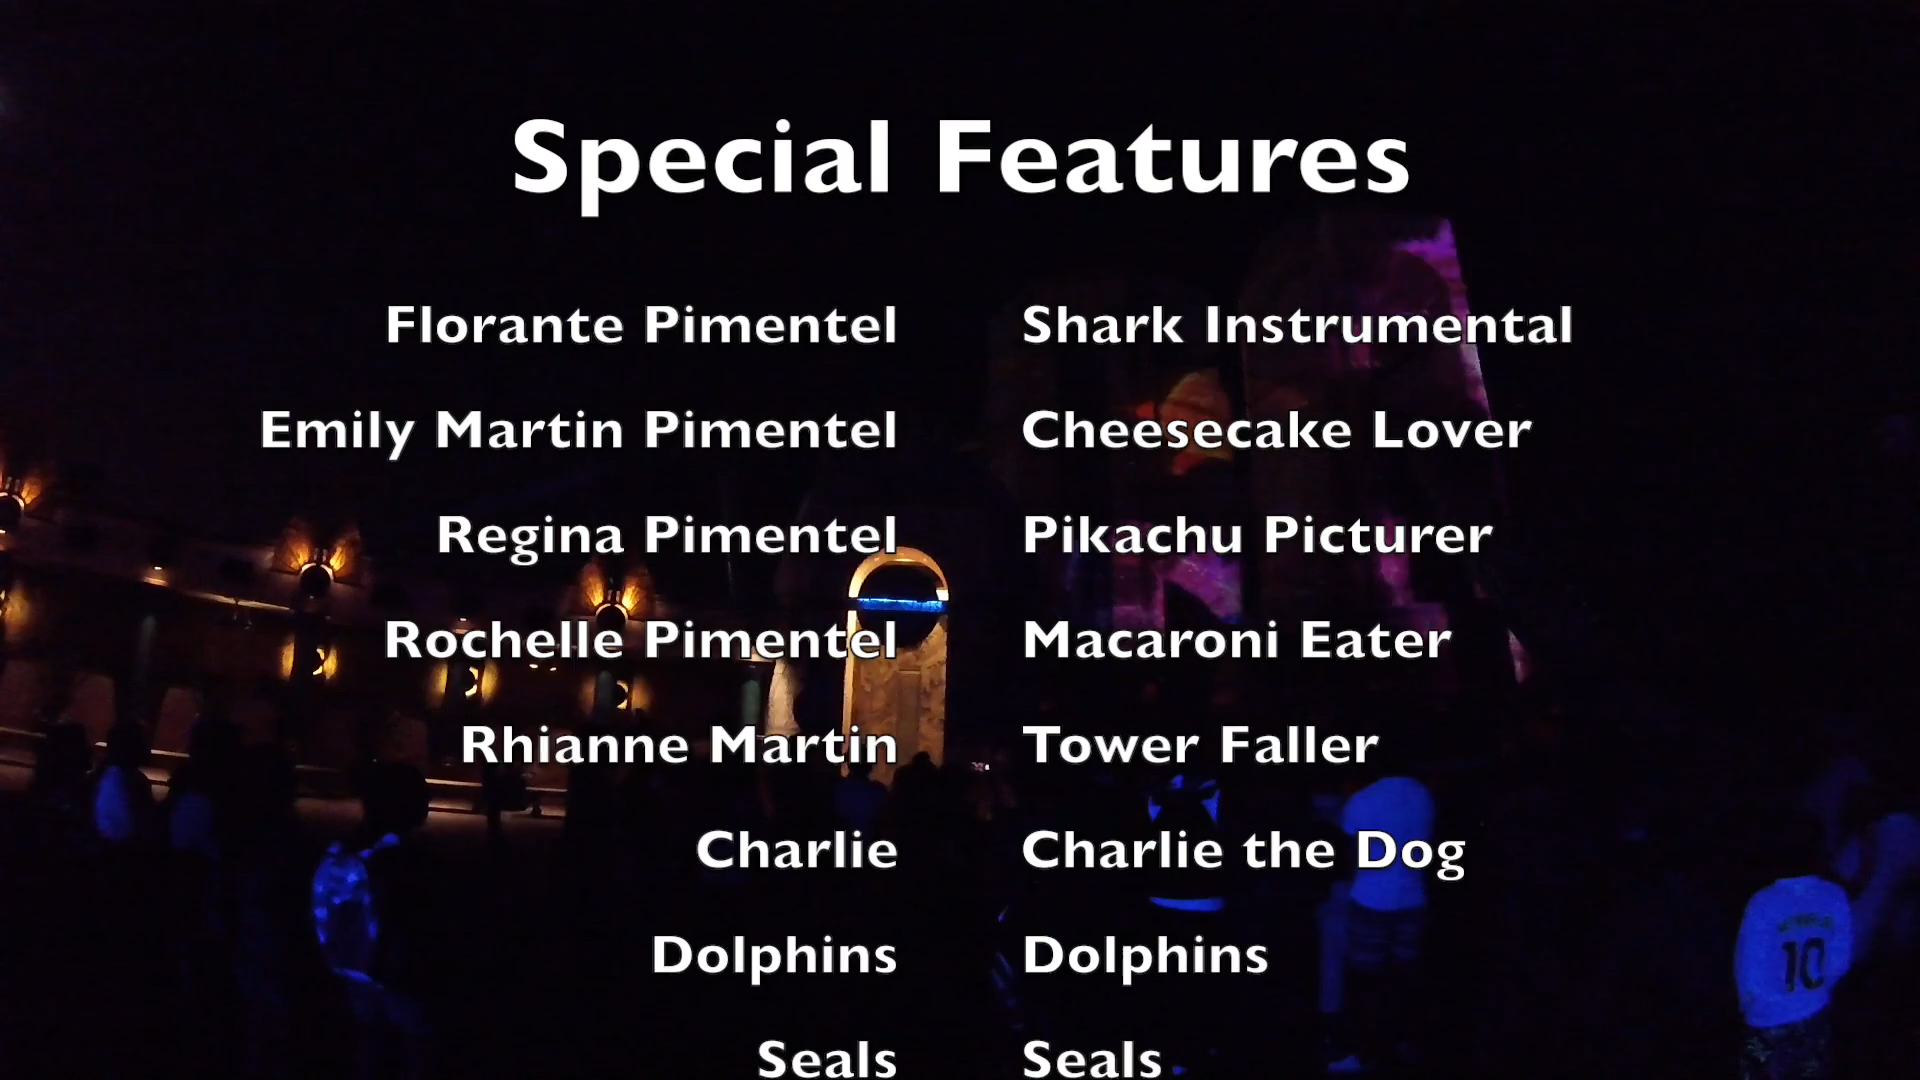 Special Features
Florante Pimentel Shark Instrumental
Emily Martin Pimentel Cheesecake Lover
Regina Pimentel Pikachu Picturer
Rochelle Pimentel Macaroni Eater
Rhianne Martin Tower Faller
Charlie Charlie the Dog
Dolphins Dolphins
Seals Seals
10